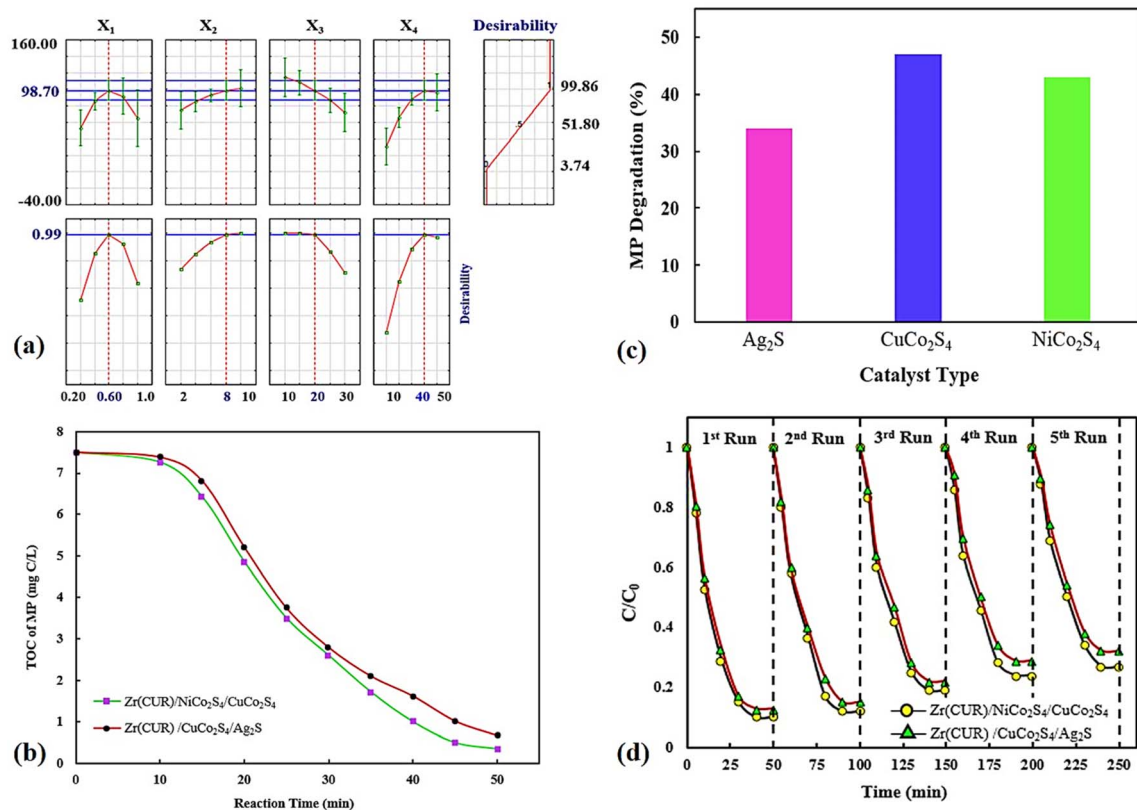 X₁ X₂ X₃ X₄ Desirability
160.00
98.70
-40.00
99.86
51.80
3.74
1
.5
0
0.99
Desirability
(a)
0.20 0.60 1.0 2 8 10 10 20 30 10 40 50
MP Degradation (%)
60
50
40
30
20
10
0
Ag₂S CuCo₂S₄ NiCo₂S₄
(c)
Catalyst Type
TOC of MP (mg C/L)
8
7
6
5
4
3
2
1
0
Zr(CUR)/NiCo₂S₄/CuCo₂S₄
Zr(CUR) /CuCo₂S₄/Ag₂S
(b)
0 10 20 30 40 50
Reaction Time (min)
1ˢᵗ Run 2ⁿᵈ Run 3ʳᵈ Run 4ᵗʰ Run 5ᵗʰ Run
C/C₀
1
0.8
0.6
0.4
0.2
0
Zr(CUR)/NiCo₂S₄/CuCo₂S₄
Zr(CUR) /CuCo₂S₄/Ag₂S
(d)
0 25 50 75 100 125 150 175 200 225 250
Time (min)